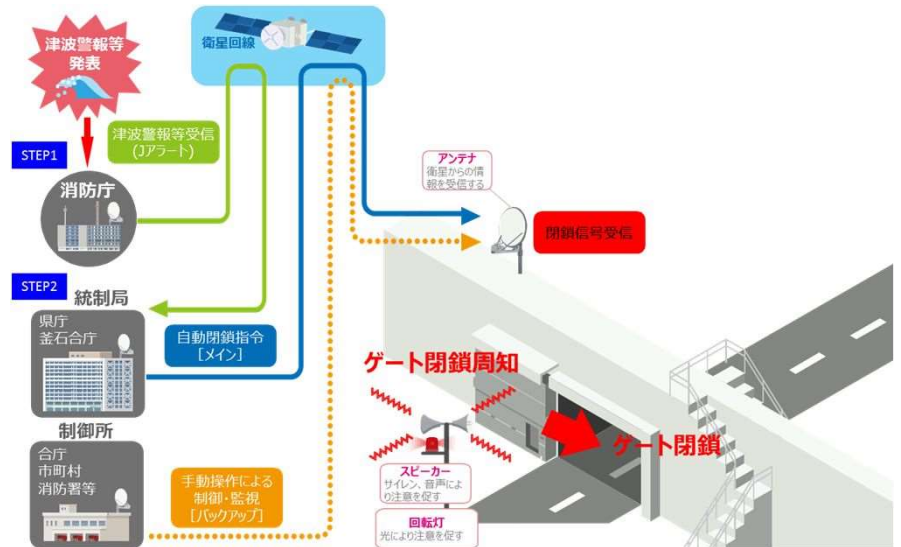 津波警報等
発表
衛星回線
津波警報等受信
(Jアラート)
STEP1
消防庁
アンテナ
衛星からの情
報を受信する
閉鎖信号受信
STEP2
統制局
県庁
釜石合庁
自動閉鎖指令
[メイン]
ゲート閉鎖周知
ゲート閉鎖
制御所
合庁
市町村
消防署等
手動操作による
制御・監視
[バックアップ]
スピーカー
サイレン、音声によ
り注意を促す
回転灯
光により注意を促す